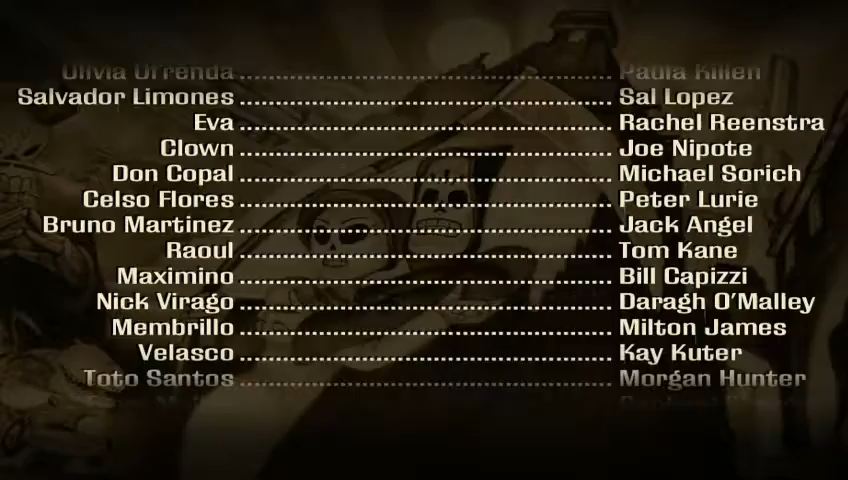 Olivia Ofrenda ........................................................ Paula Killen
Salvador Limones ........................................................ Sal Lopez
Eva ........................................................ Rachel Reenstra
Clown ........................................................ Joe Nipote
Don Copal ........................................................ Michael Sorich
Celso Flores ........................................................ Peter Lurie
Bruno Martinez ........................................................ Jack Angel
Raoul ........................................................ Tom Kane
Maximino ........................................................ Bill Capizzi
Nick Virago ........................................................ Daragh O'Malley
Membrillo ........................................................ Milton James
Velasco ........................................................ Kay Kuter
Toto Santos ........................................................ Morgan Hunter